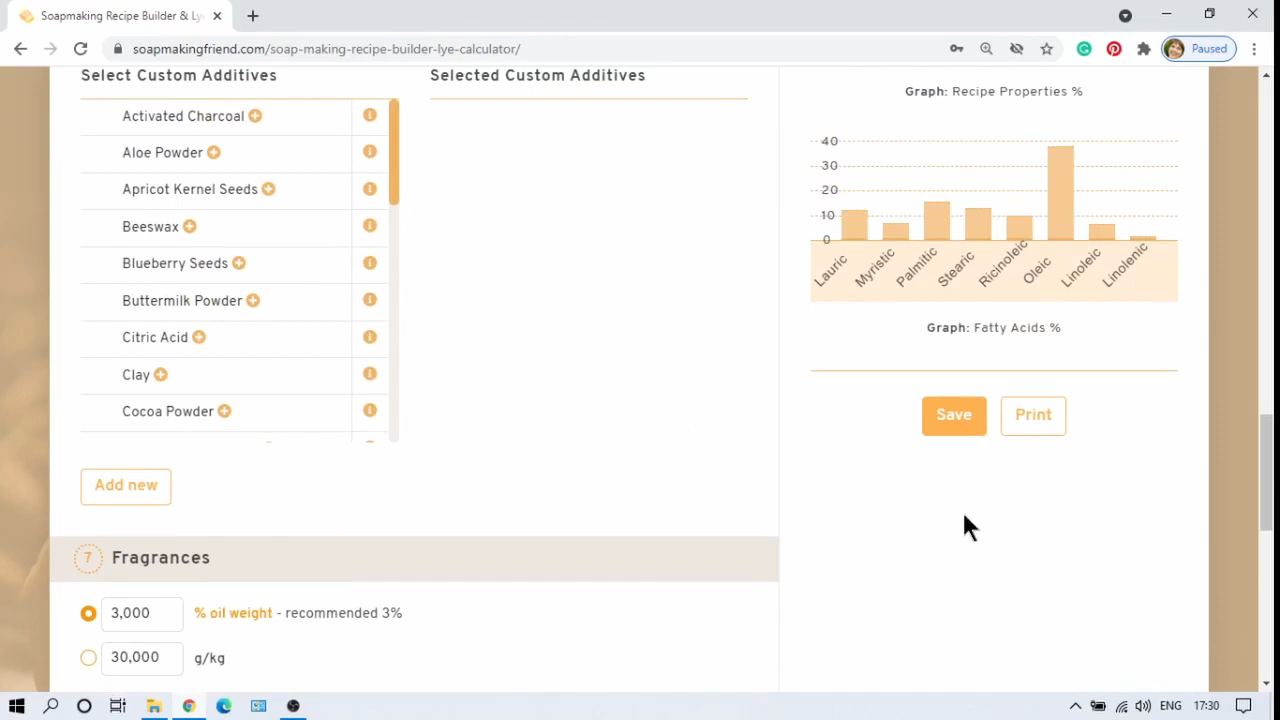 Soapmaking Recipe Builder & Lye
soapmakingfriend.com/soap-making-recipe-builder-lye-calculator/
Paused
Select Custom Additives
Selected Custom Additives
Activated Charcoal
Aloe Powder
Apricot Kernel Seeds
Beeswax
Blueberry Seeds
Buttermilk Powder
Citric Acid
Clay
Cocoa Powder
Add new
7 Fragrances
3,000 % oil weight - recommended 3%
30,000 g/kg
Graph: Recipe Properties %
40
30
20
10
0
Lauric
Myristic
Palmitic
Stearic
Ricinoleic
Oleic
Linoleic
Linolenic
Graph: Fatty Acids %
Save
Print
ENG
17:30